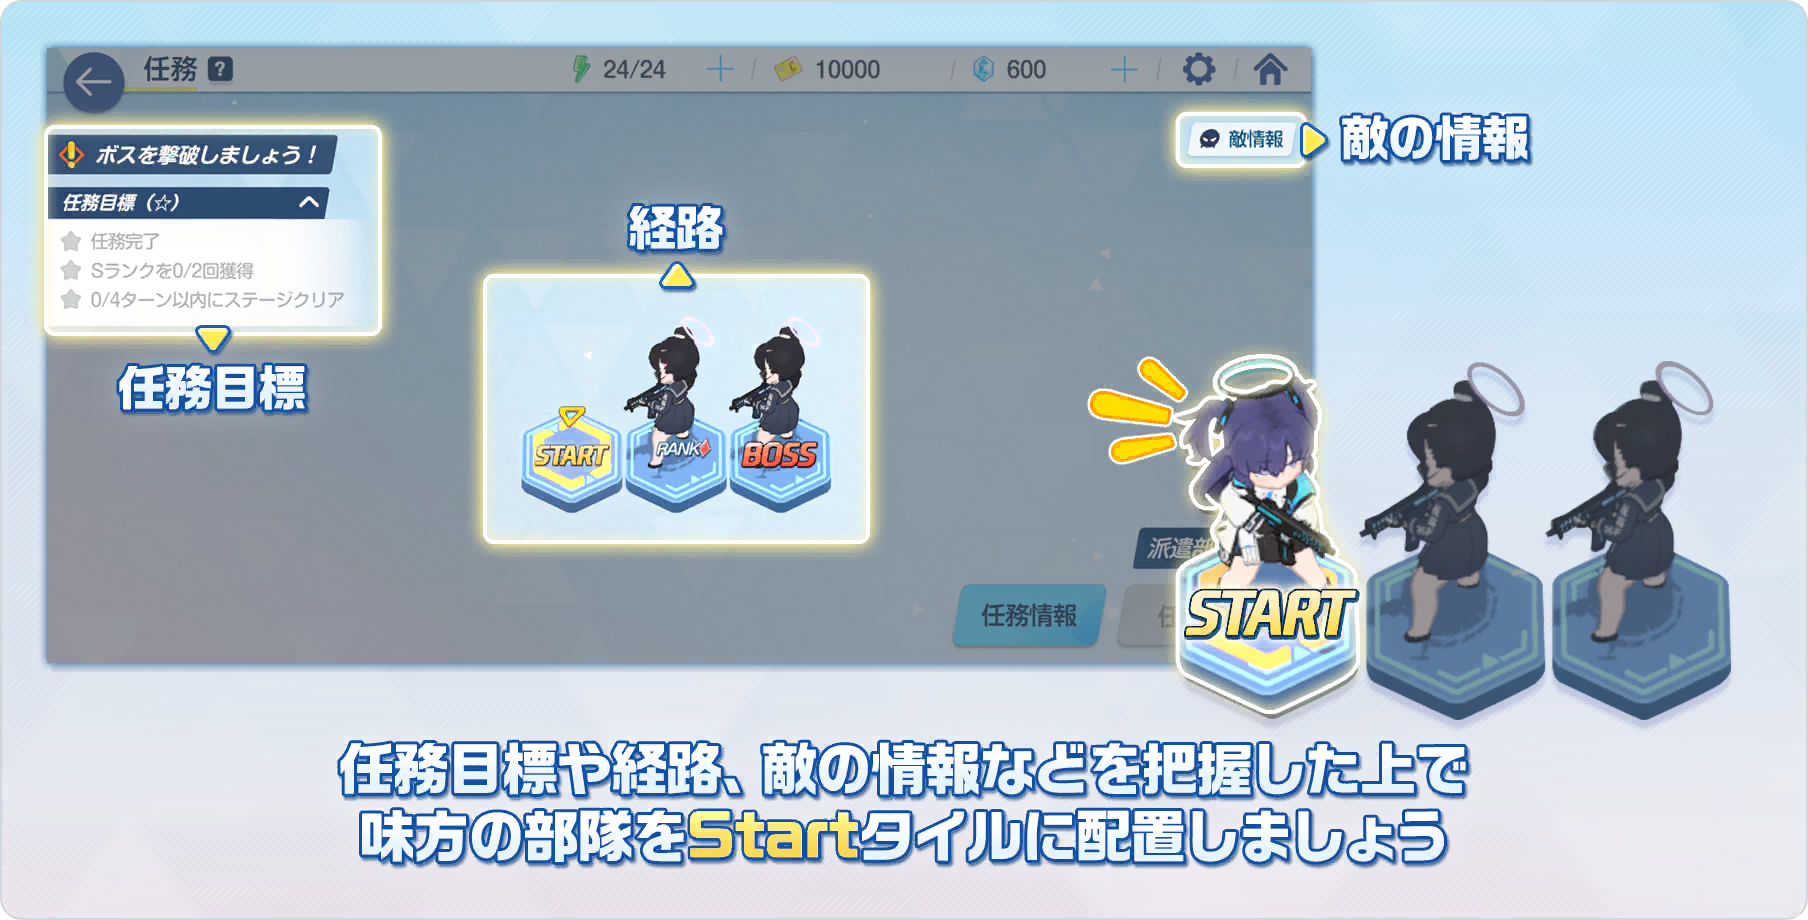 任務 ?
24/24
10000
600
ボスを撃破しましょう！
任務目標（☆）
任務完了
Sランクを0/2回獲得
0/4ターン以内にステージクリア
任務目標
敵情報
敵の情報
経路
START
RANK
BOSS
派遣部
任務情報
任
START
任務目標や経路、敵の情報などを把握した上で
味方の部隊をStartタイルに配置しましょう